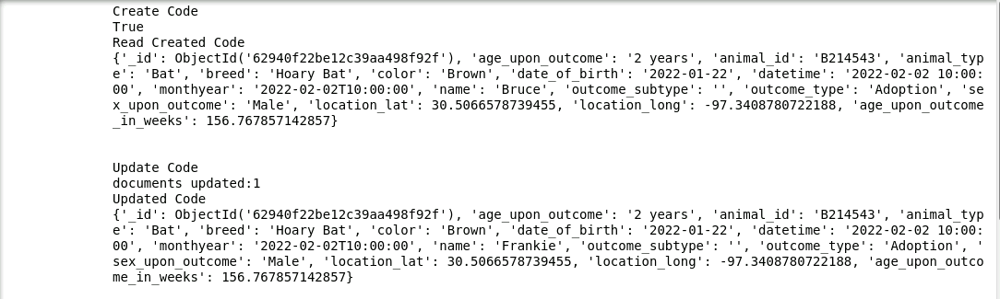 Create Code
True
Read Created Code
{'_id': ObjectId('62940f22be12c39aa498f92f'), 'age_upon_outcome': '2 years', 'animal_id': 'B214543', 'animal_typ
e': 'Bat', 'breed': 'Hoary Bat', 'color': 'Brown', 'date_of_birth': '2022-01-22', 'datetime': '2022-02-02 10:00:
00', 'monthyear': '2022-02-02T10:00:00', 'name': 'Bruce', 'outcome_subtype': '', 'outcome_type': 'Adoption', 'se
x_upon_outcome': 'Male', 'location_lat': 30.5066578739455, 'location_long': -97.3408780722188, 'age_upon_outcome
_in_weeks': 156.767857142857}
Update Code
documents updated:1
Updated Code
{'_id': ObjectId('62940f22be12c39aa498f92f'), 'age_upon_outcome': '2 years', 'animal_id': 'B214543', 'animal_typ
e': 'Bat', 'breed': 'Hoary Bat', 'color': 'Brown', 'date_of_birth': '2022-01-22', 'datetime': '2022-02-02 10:00:
00', 'monthyear': '2022-02-02T10:00:00', 'name': 'Frankie', 'outcome_subtype': '', 'outcome_type': 'Adoption', '
sex_upon_outcome': 'Male', 'location_lat': 30.5066578739455, 'location_long': -97.3408780722188, 'age_upon_outco
me_in_weeks': 156.767857142857}